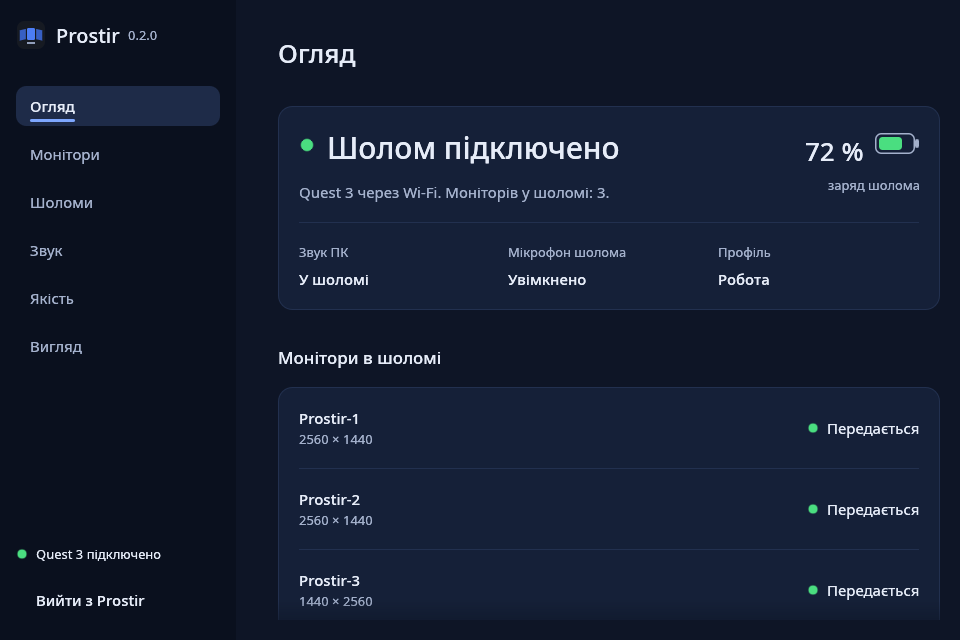 Prostir 0.2.0
Огляд
Монітори
Шоломи
Звук
Якість
Вигляд
Quest 3 підключено
Вийти з Prostir
Огляд
Шолом підключено
72 %
Quest 3 через Wi-Fi. Моніторів у шоломі: 3.
заряд шолома
Звук ПК
У шоломі
Мікрофон шолома
Увімкнено
Профіль
Робота
Монітори в шоломі
Prostir-1
2560 × 1440
Передається
Prostir-2
2560 × 1440
Передається
Prostir-3
1440 × 2560
Передається